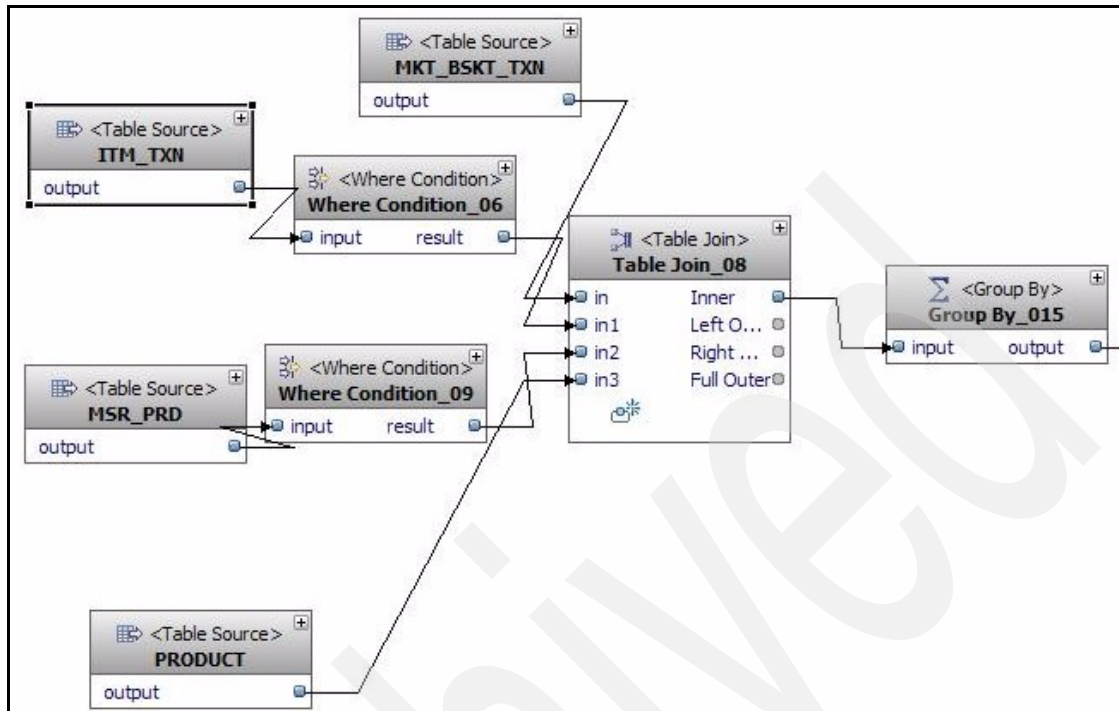 <Table Source>
MKT_BSKT_TXN
output
<Table Source>
ITM_TXN
output
<Where Condition>
Where Condition_06
input result
<Table Join>
Table Join_08
in Inner
in1 Left O...
in2 Right ...
in3 Full Outer
<Group By>
Group By_015
input output
<Where Condition>
Where Condition_09
input result
<Table Source>
MSR_PRD
output
<Table Source>
PRODUCT
output
hived